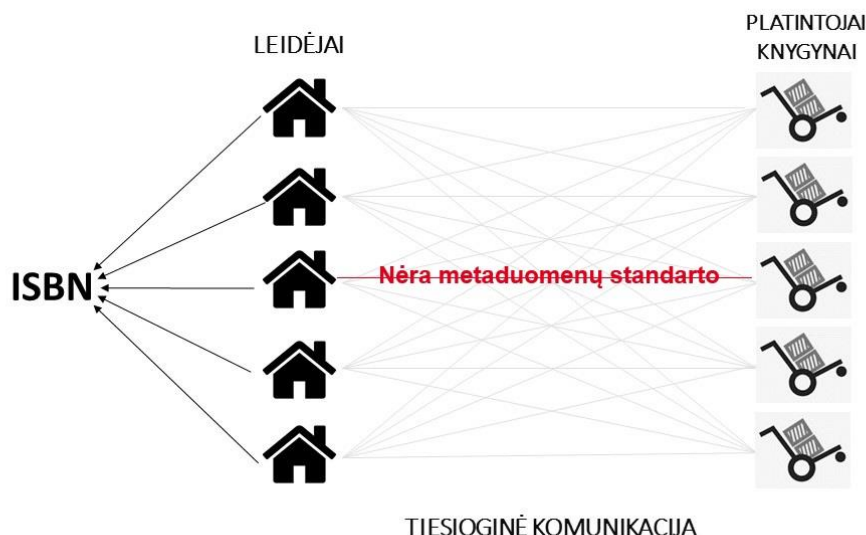 LEIDĖJAI
PLATINTOJAI
KNYGYNAI
ISBN
Nėra metaduomenų standarto
TIESIOGINĖ KOMUNIKACIJA